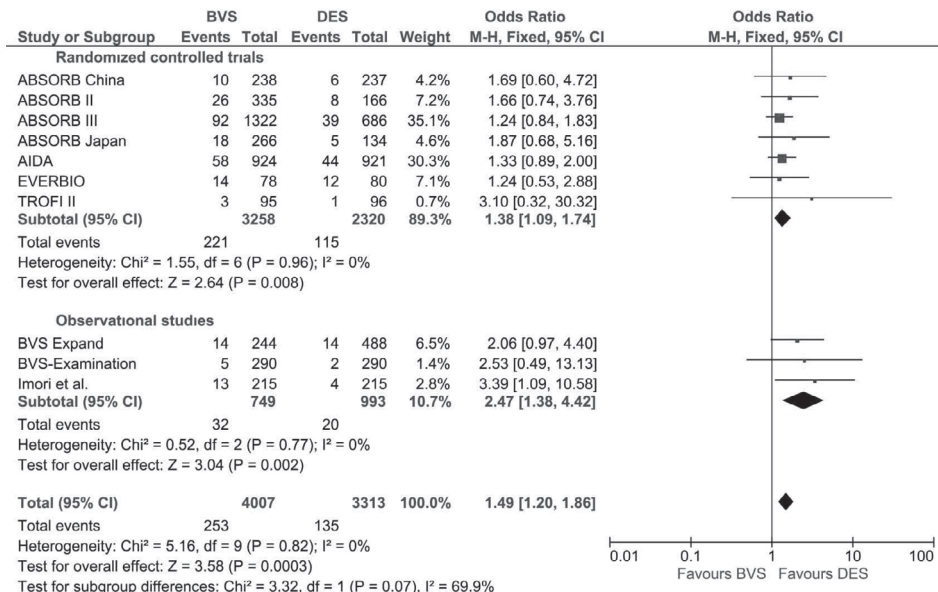 BVS DES Odds Ratio Odds Ratio
Study or Subgroup Events Total Events Total Weight M-H, Fixed, 95% CI M-H, Fixed, 95% CI
Randomized controlled trials
ABSORB China 10 238 6 237 4.2% 1.69 [0.60, 4.72]
ABSORB II 26 335 8 166 7.2% 1.66 [0.74, 3.76]
ABSORB III 92 1322 39 686 35.1% 1.24 [0.84, 1.83]
ABSORB Japan 18 266 5 134 4.6% 1.87 [0.68, 5.16]
AIDA 58 924 44 921 30.3% 1.33 [0.89, 2.00]
EVERBIO 14 78 12 80 7.1% 1.24 [0.53, 2.88]
TROFI II 3 95 1 96 0.7% 3.10 [0.32, 30.32]
Subtotal (95% CI) 3258 2320 89.3% 1.38 [1.09, 1.74]
Total events 221 115
Heterogeneity: Chi² = 1.55, df = 6 (P = 0.96); I² = 0%
Test for overall effect: Z = 2.64 (P = 0.008)
Observational studies
BVS Expand 14 244 14 488 6.5% 2.06 [0.97, 4.40]
BVS-Examination 5 290 2 290 1.4% 2.53 [0.49, 13.13]
Imori et al. 13 215 4 215 2.8% 3.39 [1.09, 10.58]
Subtotal (95% CI) 749 993 10.7% 2.47 [1.38, 4.42]
Total events 32 20
Heterogeneity: Chi² = 0.52, df = 2 (P = 0.77); I² = 0%
Test for overall effect: Z = 3.04 (P = 0.002)
Total (95% CI) 4007 3313 100.0% 1.49 [1.20, 1.86]
Total events 253 135
Heterogeneity: Chi² = 5.16, df = 9 (P = 0.82); I² = 0%
Test for overall effect: Z = 3.58 (P = 0.0003)
Test for subgroup differences: Chi² = 3.32, df = 1 (P = 0.07), I² = 69.9%
0.01 0.1 1 10 100
Favours BVS Favours DES